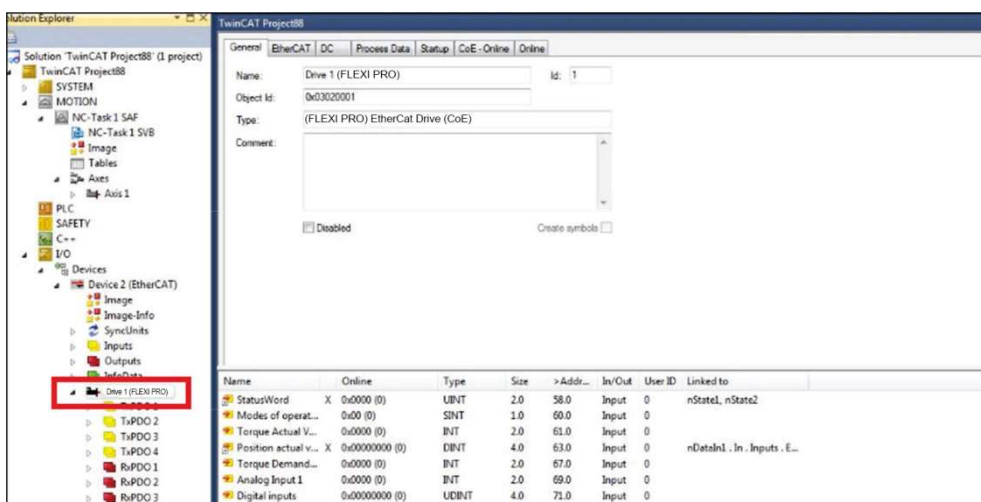 olution Explorer
Solution 'TwinCAT Project88' (1 project)
TwinCAT Project88
SYSTEM
MOTION
NC-Task 1 SAF
NC-Task 1 SVB
Image
Tables
Axes
Axis 1
PLC
SAFETY
C++
I/O
Devices
Device 2 (EtherCAT)
Image
Image-Info
SyncUnits
Inputs
Outputs
InfoData
Drive 1 (FLEXI PRO)
TxPDO 2
TxPDO 3
TxPDO 4
RxPDO 1
RxPDO 2
RxPDO 3
TwinCAT Project88
General EtherCAT DC Process Data Startup CoE - Online Online
Name: Drive 1 (FLEXI PRO) Id: 1
Object Id: 0x03020001
Type: (FLEXI PRO) EtherCat Drive (CoE)
Comment:
Disabled Create symbols
Name Online Type Size >Addr... In/Out User ID Linked to
StatusWord X 0x0000 (0) UINT 2.0 58.0 Input 0 nState1, nState2
Modes of operat... 0x00 (0) SINT 1.0 60.0 Input 0
Torque Actual V... 0x0000 (0) INT 2.0 61.0 Input 0
Position actual v... X 0x00000000 (0) DINT 4.0 63.0 Input 0 nDataIn1 . In . Inputs . E...
Torque Demand... 0x0000 (0) INT 2.0 67.0 Input 0
Analog Input 1 0x0000 (0) INT 2.0 69.0 Input 0
Digital inputs 0x00000000 (0) UDINT 4.0 71.0 Input 0